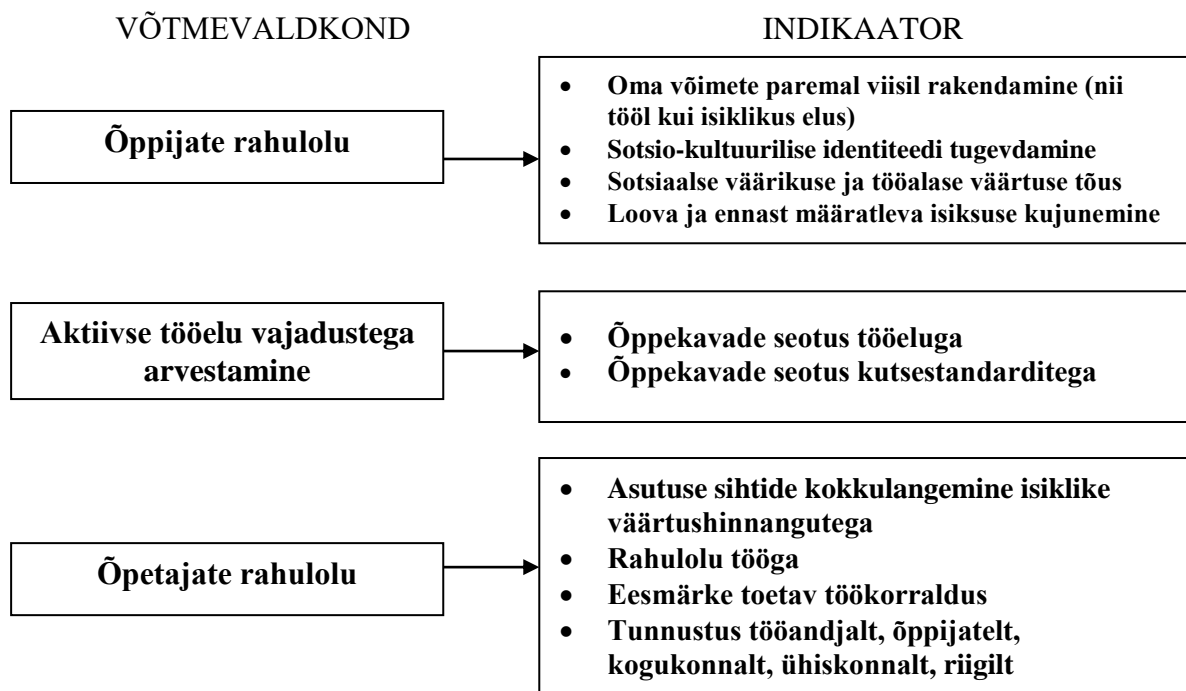 VÕTMEVALDKOND
INDIKAATOR
Õppijate rahulolu
• Oma võimete paremal viisil rakendamine (nii
tööl kui isiklikus elus)
• Sotsio-kultuurilise identiteedi tugevdamine
• Sotsiaalse väärikuse ja tööalase väärtuse tõus
• Loova ja ennast määratleva isiksuse kujunemine
Aktiivse tööelu vajadustega
arvestamine
• Õppekavade seotus tööeluga
• Õppekavade seotus kutsestandarditega
Õpetajate rahulolu
• Asutuse sihtide kokkulangemine isiklike
väärtushinnangutega
• Rahulolu tööga
• Eesmärke toetav töökorraldus
• Tunnustus tööandjalt, õppijatelt,
kogukonnalt, ühiskonnalt, riigilt